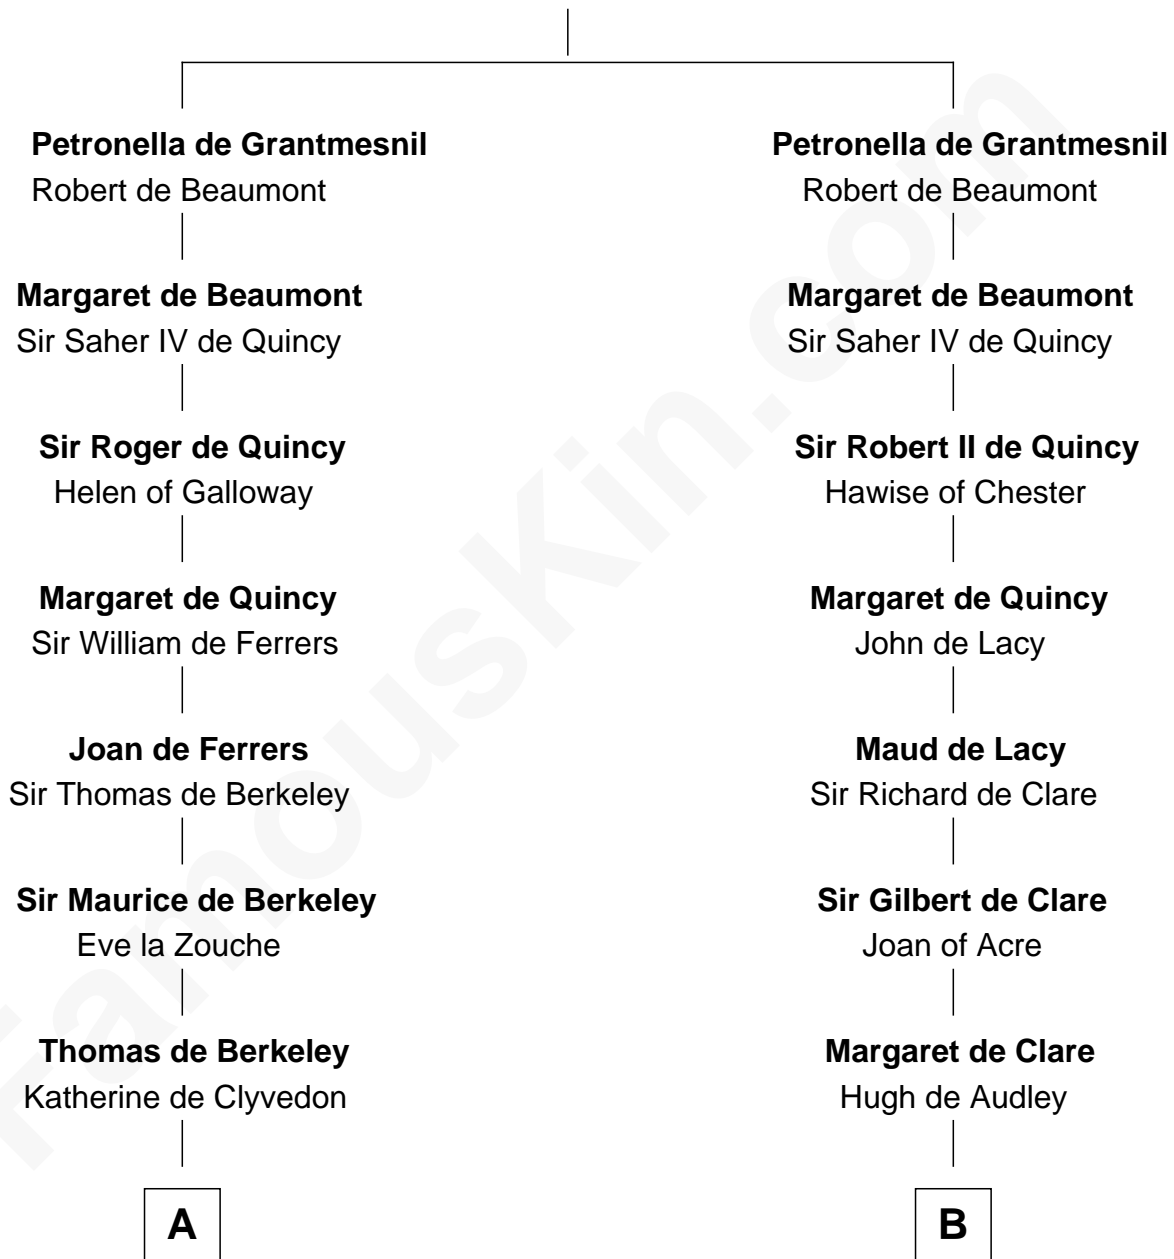 Petronella de Grantmesnil
Robert de Beaumont
Margaret de Beaumont
Sir Saher IV de Quincy
Sir Roger de Quincy
Helen of Galloway
Margaret de Quincy
Sir William de Ferrers
Joan de Ferrers
Sir Thomas de Berkeley
Sir Maurice de Berkeley
Eve la Zouche
Thomas de Berkeley
Katherine de Clyvedon
A
Petronella de Grantmesnil
Robert de Beaumont
Margaret de Beaumont
Sir Saher IV de Quincy
Sir Robert II de Quincy
Hawise of Chester
Margaret de Quincy
John de Lacy
Maud de Lacy
Sir Richard de Clare
Sir Gilbert de Clare
Joan of Acre
Margaret de Clare
Hugh de Audley
B
FamousKin.com